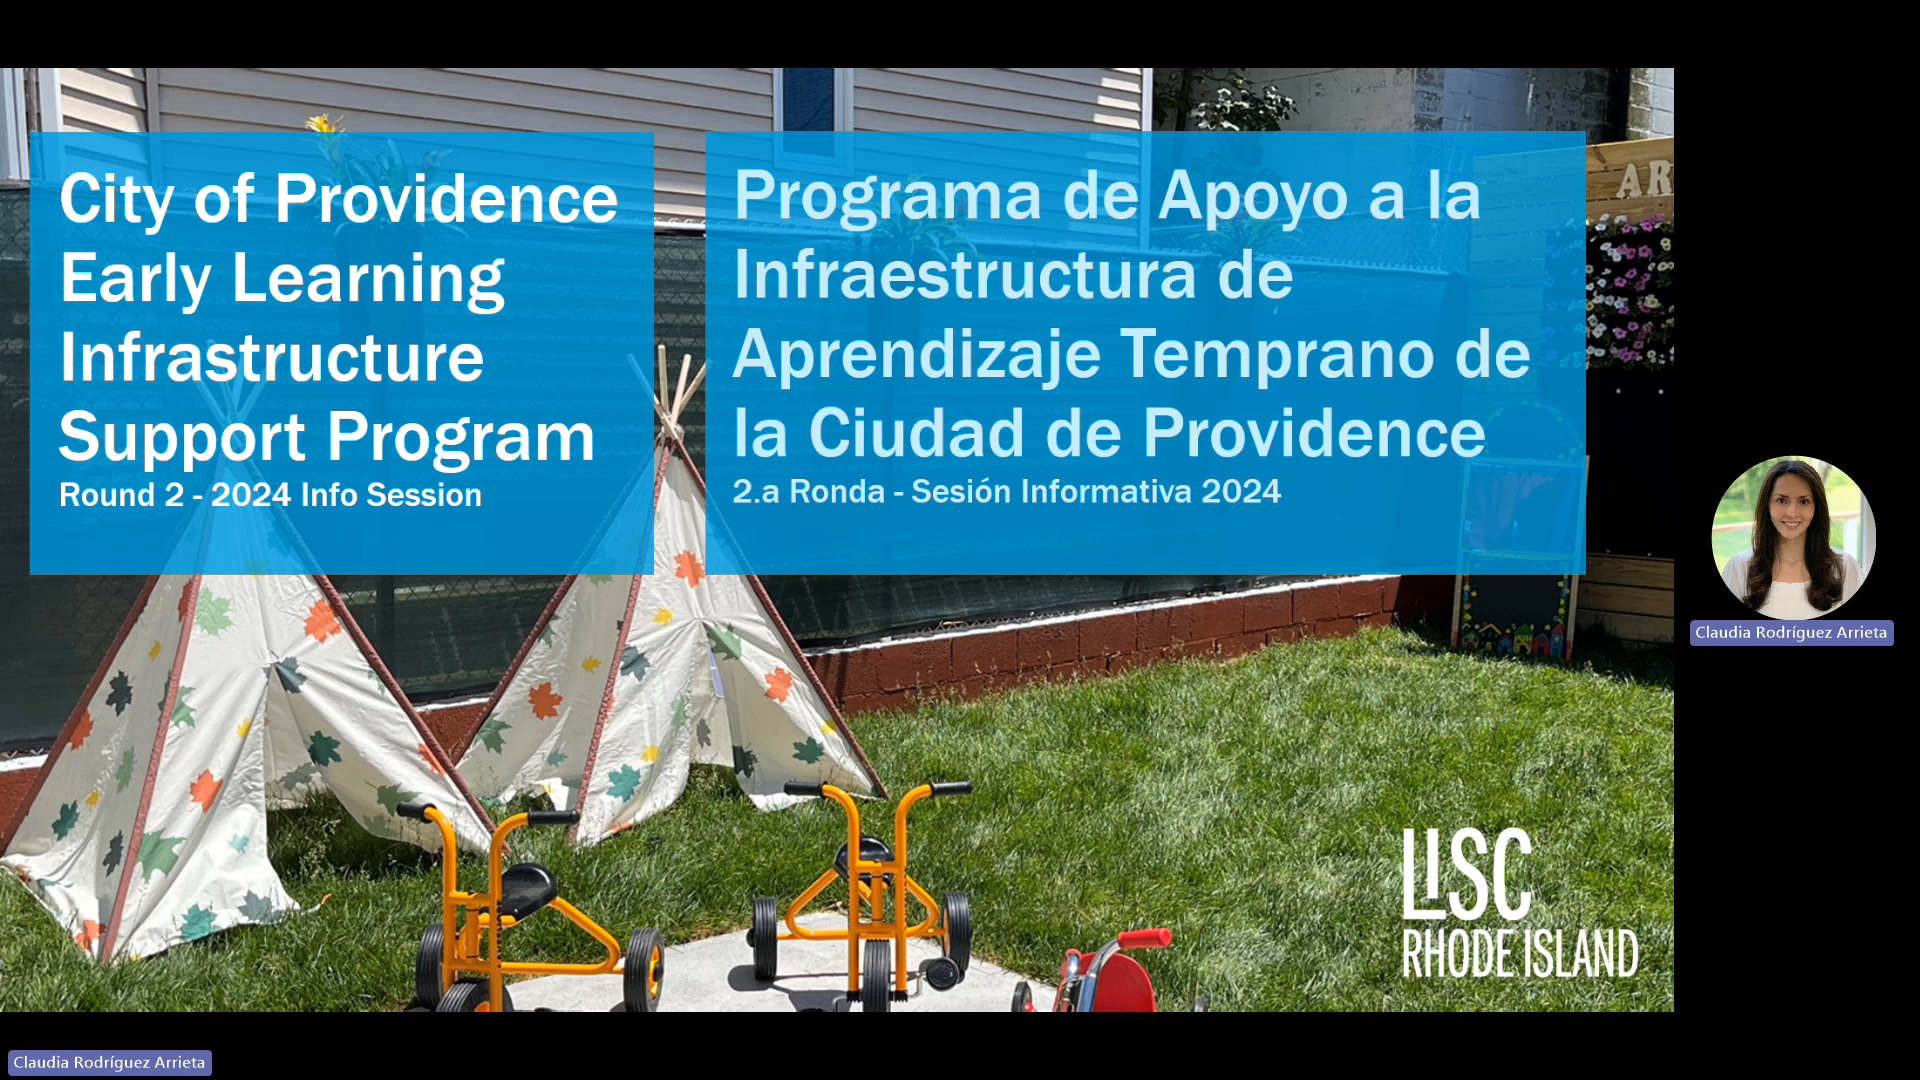 City of Providence
Early Learning
Infrastructure
Support Program
Round 2 - 2024 Info Session
Programa de Apoyo a la
Infraestructura de
Aprendizaje Temprano de
la Ciudad de Providence
2.a Ronda - Sesión Informativa 2024
AR
LISC
RHODE ISLAND
Claudia Rodríguez Arrieta
Claudia Rodríguez Arrieta